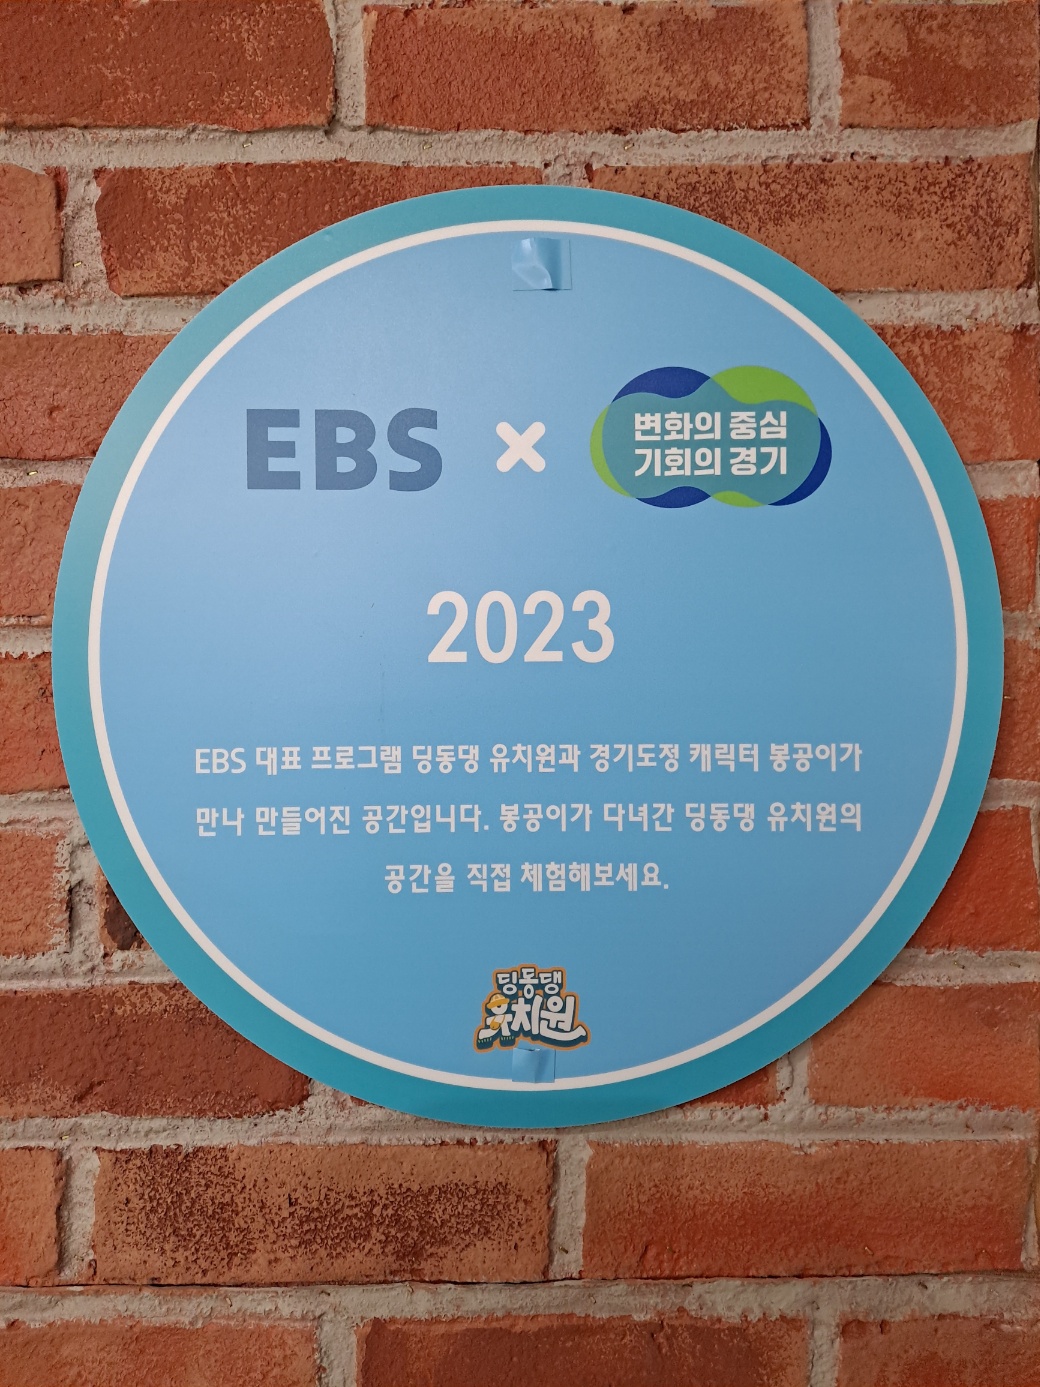 EBS × 변화의 중심
기회의 경기
2023
EBS 대표 프로그램 딩동댕 유치원과 경기도정 캐릭터 봉공이가
만나 만들어진 공간입니다. 봉공이가 다녀간 딩동댕 유치원의
공간을 직접 체험해보세요.
딩동댕
유치원